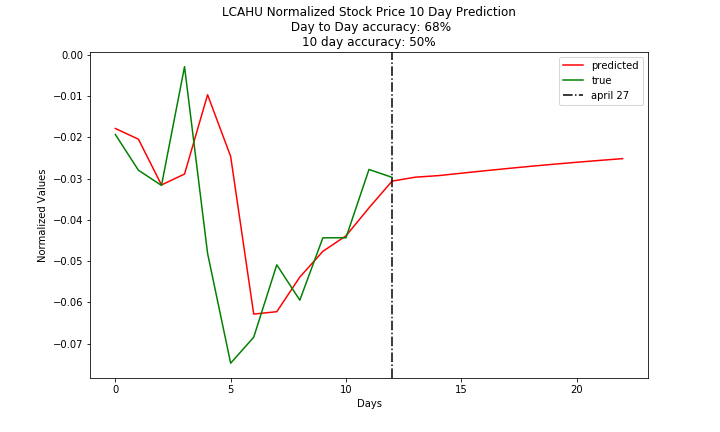 LCAHU Normalized Stock Price 10 Day Prediction
Day to Day accuracy: 68%
10 day accuracy: 50%
predicted
true
april 27
Normalized Values
0.00
−0.01
−0.02
−0.03
−0.04
−0.05
−0.06
−0.07
0 5 10 15 20
Days